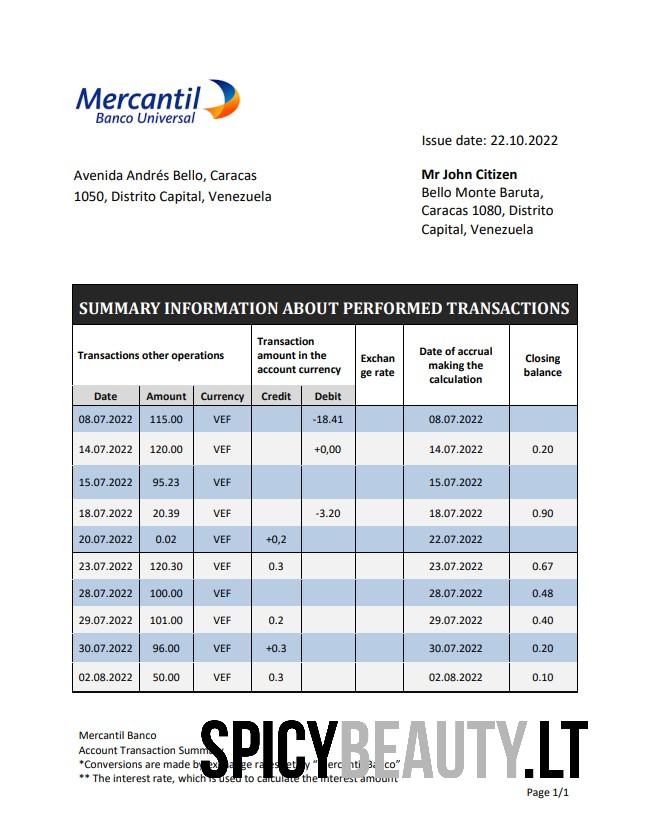 Mercantil
Banco Universal
Issue date: 22.10.2022
Avenida Andrés Bello, Caracas
1050, Distrito Capital, Venezuela
Mr John Citizen
Bello Monte Baruta,
Caracas 1080, Distrito
Capital, Venezuela
SUMMARY INFORMATION ABOUT PERFORMED TRANSACTIONS
Transactions other operations
Transaction
amount in the
account currency
Exchan
ge rate
Date of accrual
making the
calculation
Closing
balance
Date Amount Currency Credit Debit
08.07.2022 115.00 VEF -18.41 08.07.2022
14.07.2022 120.00 VEF +0,00 14.07.2022 0.20
15.07.2022 95.23 VEF 15.07.2022
18.07.2022 20.39 VEF -3.20 18.07.2022 0.90
20.07.2022 0.02 VEF +0,2 22.07.2022
23.07.2022 120.30 VEF 0.3 23.07.2022 0.67
28.07.2022 100.00 VEF 28.07.2022 0.48
29.07.2022 101.00 VEF 0.2 29.07.2022 0.40
30.07.2022 96.00 VEF +0.3 30.07.2022 0.20
02.08.2022 50.00 VEF 0.3 02.08.2022 0.10
Mercantil Banco
Account Transaction Summary
*Conversions are made by exchange rates set by "Mercantil Banco"
** The interest rate, which is used to calculate the interest amount
SPICYBEAUTY.LT
Page 1/1